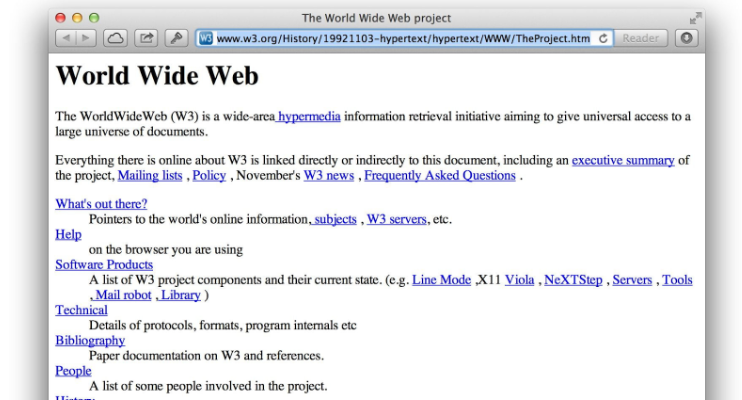 The World Wide Web project
W3 www.w3.org/History/19921103-hypertext/hypertext/WWW/TheProject.htm
Reader
World Wide Web
The WorldWideWeb (W3) is a wide-area hypermedia information retrieval initiative aiming to give universal access to a
large universe of documents.
Everything there is online about W3 is linked directly or indirectly to this document, including an executive summary of
the project, Mailing lists , Policy , November's W3 news , Frequently Asked Questions .
What's out there?
Pointers to the world's online information, subjects , W3 servers, etc.
Help
on the browser you are using
Software Products
A list of W3 project components and their current state. (e.g. Line Mode ,X11 Viola , NeXTStep , Servers , Tools
, Mail robot , Library )
Technical
Details of protocols, formats, program internals etc
Bibliography
Paper documentation on W3 and references.
People
A list of some people involved in the project.
History